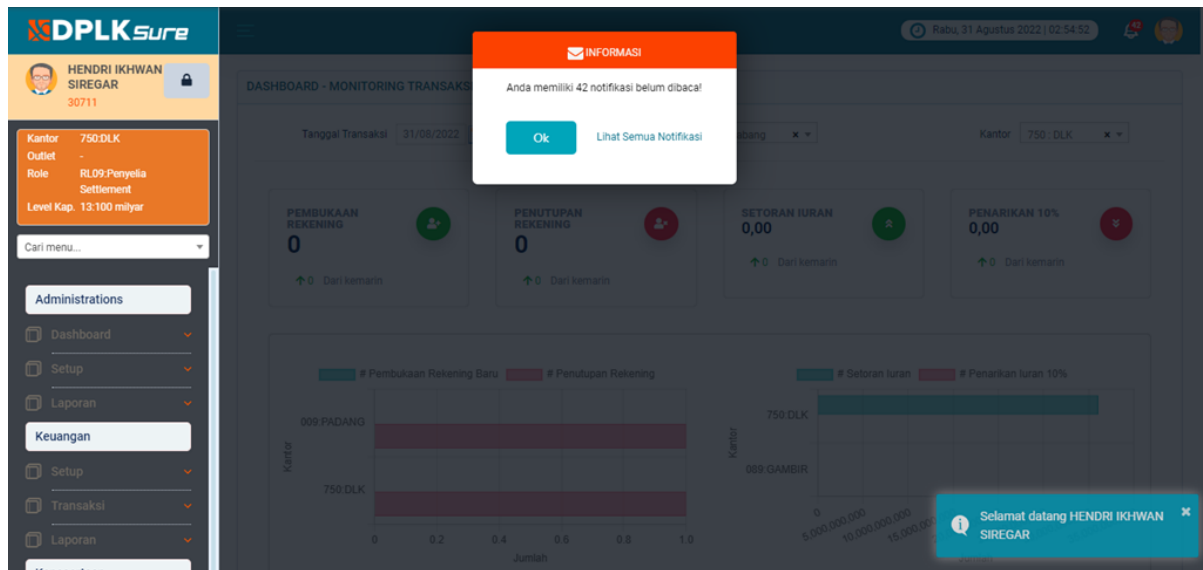 DPLKSure
HENDRI IKHWAN
SIREGAR
30711
Kantor 750:DLK
Outlet -
Role RL09:Penyelia
Settlement
Level Kap. 13:100 milyar
Cari menu...
Administrations
Dashboard
Setup
Laporan
Keuangan
Setup
Transaksi
Laporan
Rabu, 31 Agustus 2022 | 02:54:52
42
INFORMASI
Anda memiliki 42 notifikasi belum dibaca!
Ok Lihat Semua Notifikasi
DASHBOARD - MONITORING TRANSAKS
Tanggal Transaksi 31/08/2022 abang Kantor 750 : DLK
PEMBUKAAN
REKENING
0
0 Dari kemarin
PENUTUPAN
REKENING
0
0 Dari kemarin
SETORAN IURAN
0,00
0 Dari kemarin
PENARIKAN 10%
0,00
0 Dari kemarin
# Pembukaan Rekening Baru # Penutupan Rekening
009:PADANG
Kantor
750:DLK
0 0.2 0.4 0.6 0.8 1.0
Jumlah
# Setoran Iuran # Penarikan Iuran 10%
750:DLK
Kantor
089:GAMBIR
0 5,000,000,000 10,000,000,000
Selamat datang HENDRI IKHWAN
SIREGAR